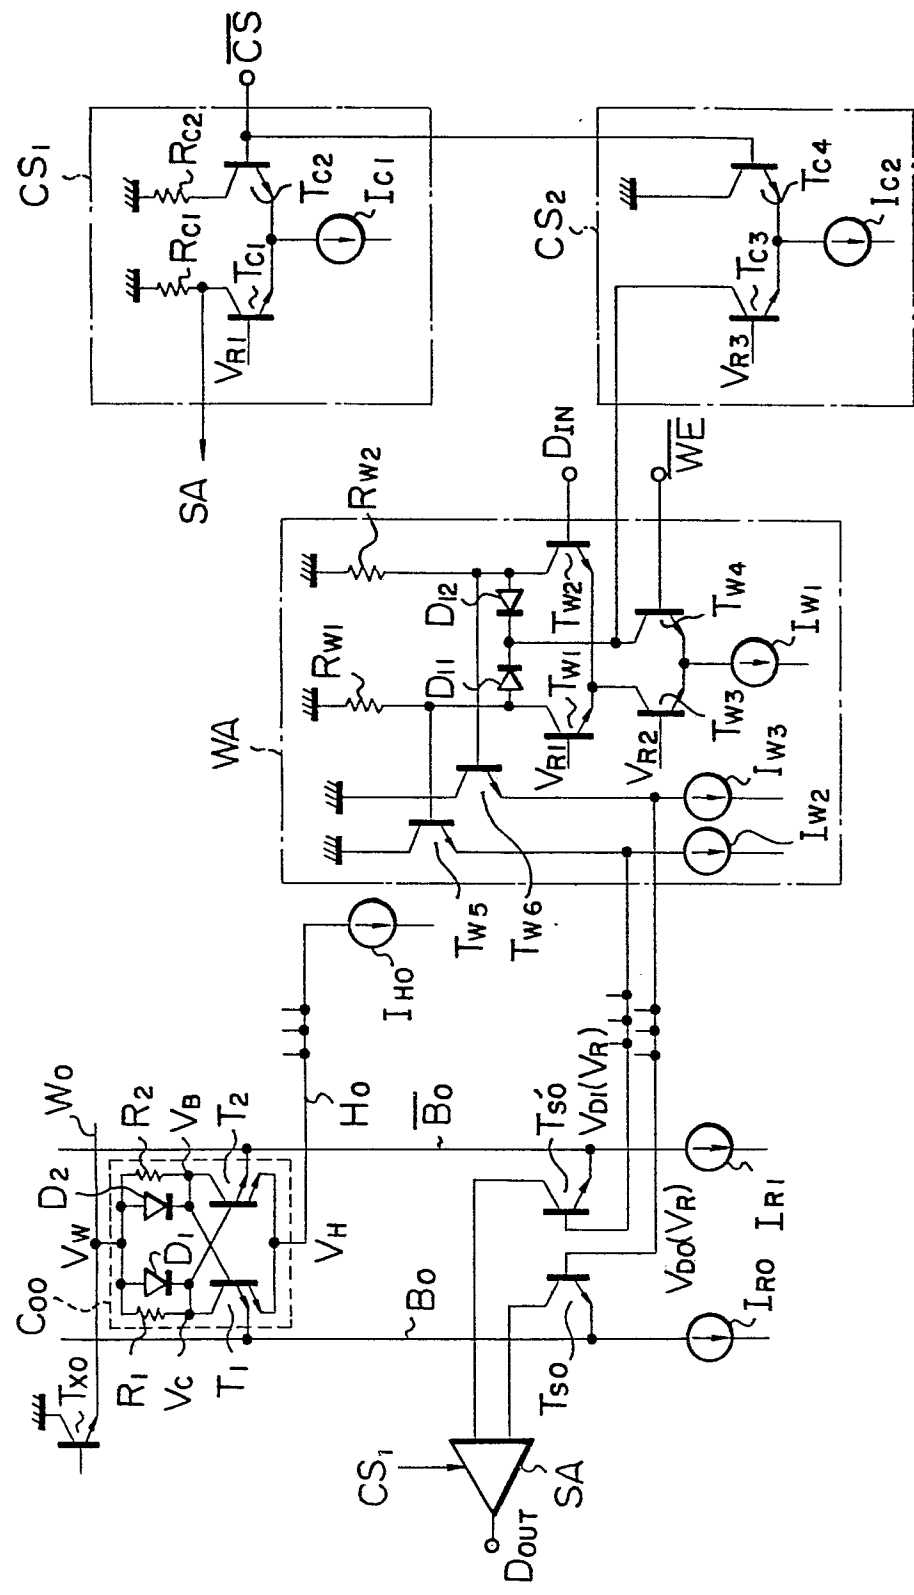 CS1
CS2
C̅S̅
RC1
RC2
TC1
TC2
IC1
VR1
SA
TC3
TC4
IC2
VR3
WA
RW1
RW2
D11
D12
DIN
TW1
TW2
VR1
VR2
TW3
TW4
W̅E̅
IW1
IW3
IW2
TW5
TW6
IH0
W0
TX0
C00
VW
D1
D2
R1
R2
VC
VB
T1
T2
VH
H0
B0
B̅0̅
TS0
TS0'
VD1(VR)
VD0(VR)
IR0
IR1
CS1
SA
DOUT